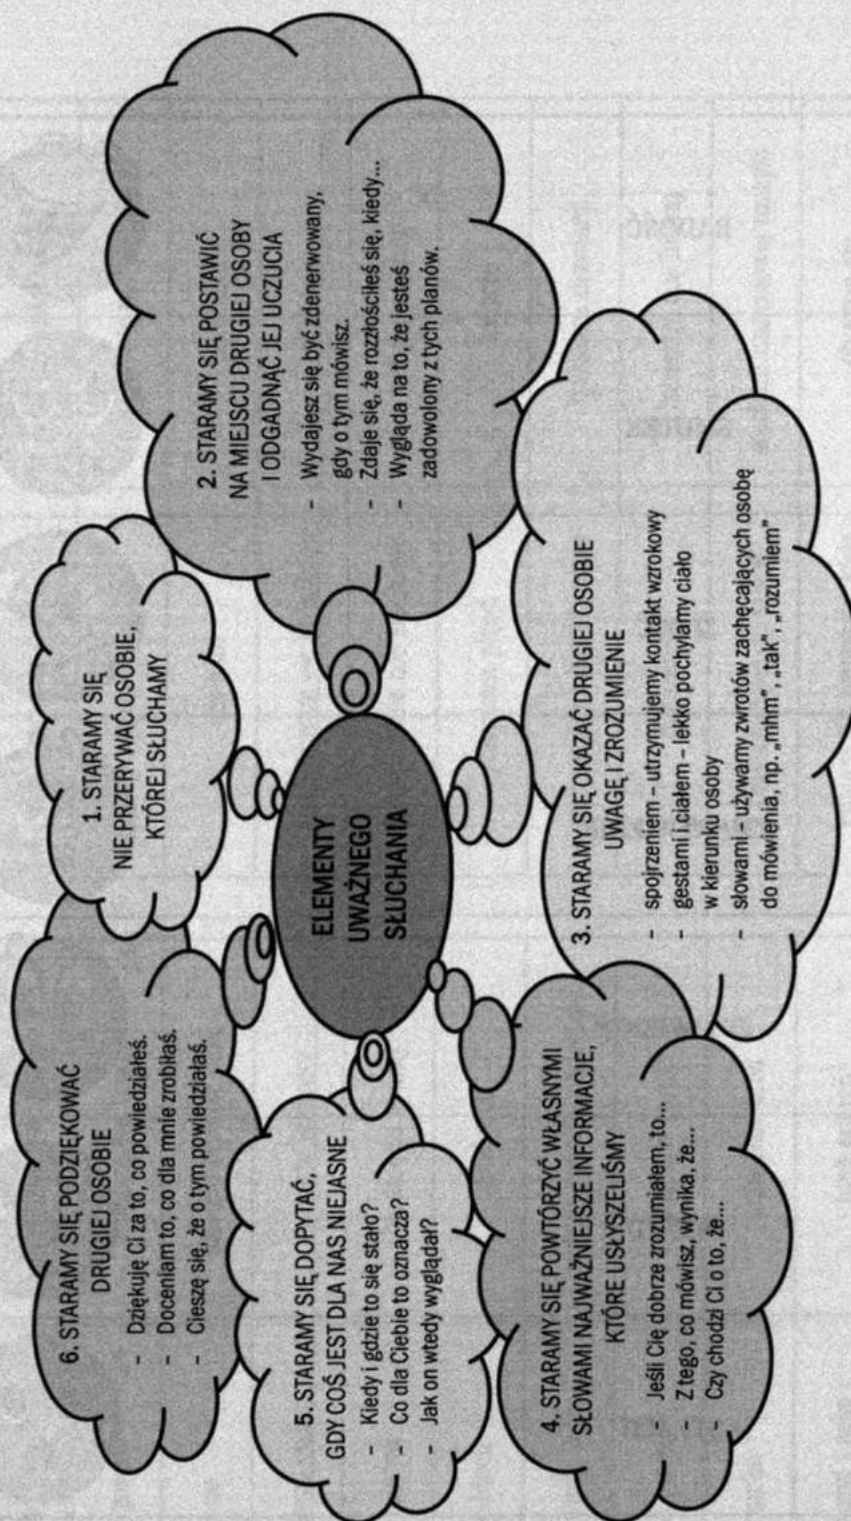 ELEMENTY
UWAŻNEGO
SŁUCHANIA
1. STARAMY SIĘ
NIE PRZERYWAĆ OSOBIE,
KTÓREJ SŁUCHAMY
2. STARAMY SIĘ POSTAWIĆ
NA MIEJSCU DRUGIEJ OSOBY
I ODGADNĄĆ JEJ UCZUCIA
- Wydajesz się być zdenerwowany,
gdy o tym mówisz.
- Zdaje się, że rozzłościłeś się, kiedy...
- Wygląda na to, że jesteś
zadowolony z tych planów.
3. STARAMY SIĘ OKAZAĆ DRUGIEJ OSOBIE
UWAGĘ I ZROZUMIENIE
- spojrzeniem – utrzymujemy kontakt wzrokowy
- gestami i ciałem – lekko pochylamy ciało
w kierunku osoby
- słowami – używamy zwrotów zachęcających osobę
do mówienia, np. „mhm”, „tak”, „rozumiem”
4. STARAMY SIĘ POWTÓRZYĆ WŁASNYMI
SŁOWAMI NAJWAŻNIEJSZE INFORMACJE,
KTÓRE USŁYSZELIŚMY
- Jeśli Cię dobrze zrozumiałem, to...
- Z tego, co mówisz, wynika, że...
- Czy chodzi Ci o to, że...
5. STARAMY SIĘ DOPYTAĆ,
GDY COŚ JEST DLA NAS NIEJASNE
- Kiedy i gdzie to się stało?
- Co dla Ciebie to oznacza?
- Jak on wtedy wyglądał?
6. STARAMY SIĘ PODZIĘKOWAĆ
DRUGIEJ OSOBIE
- Dziękuję Ci za to, co powiedziałeś.
- Doceniam to, co dla mnie zrobiłaś.
- Cieszę się, że o tym powiedziałaś.